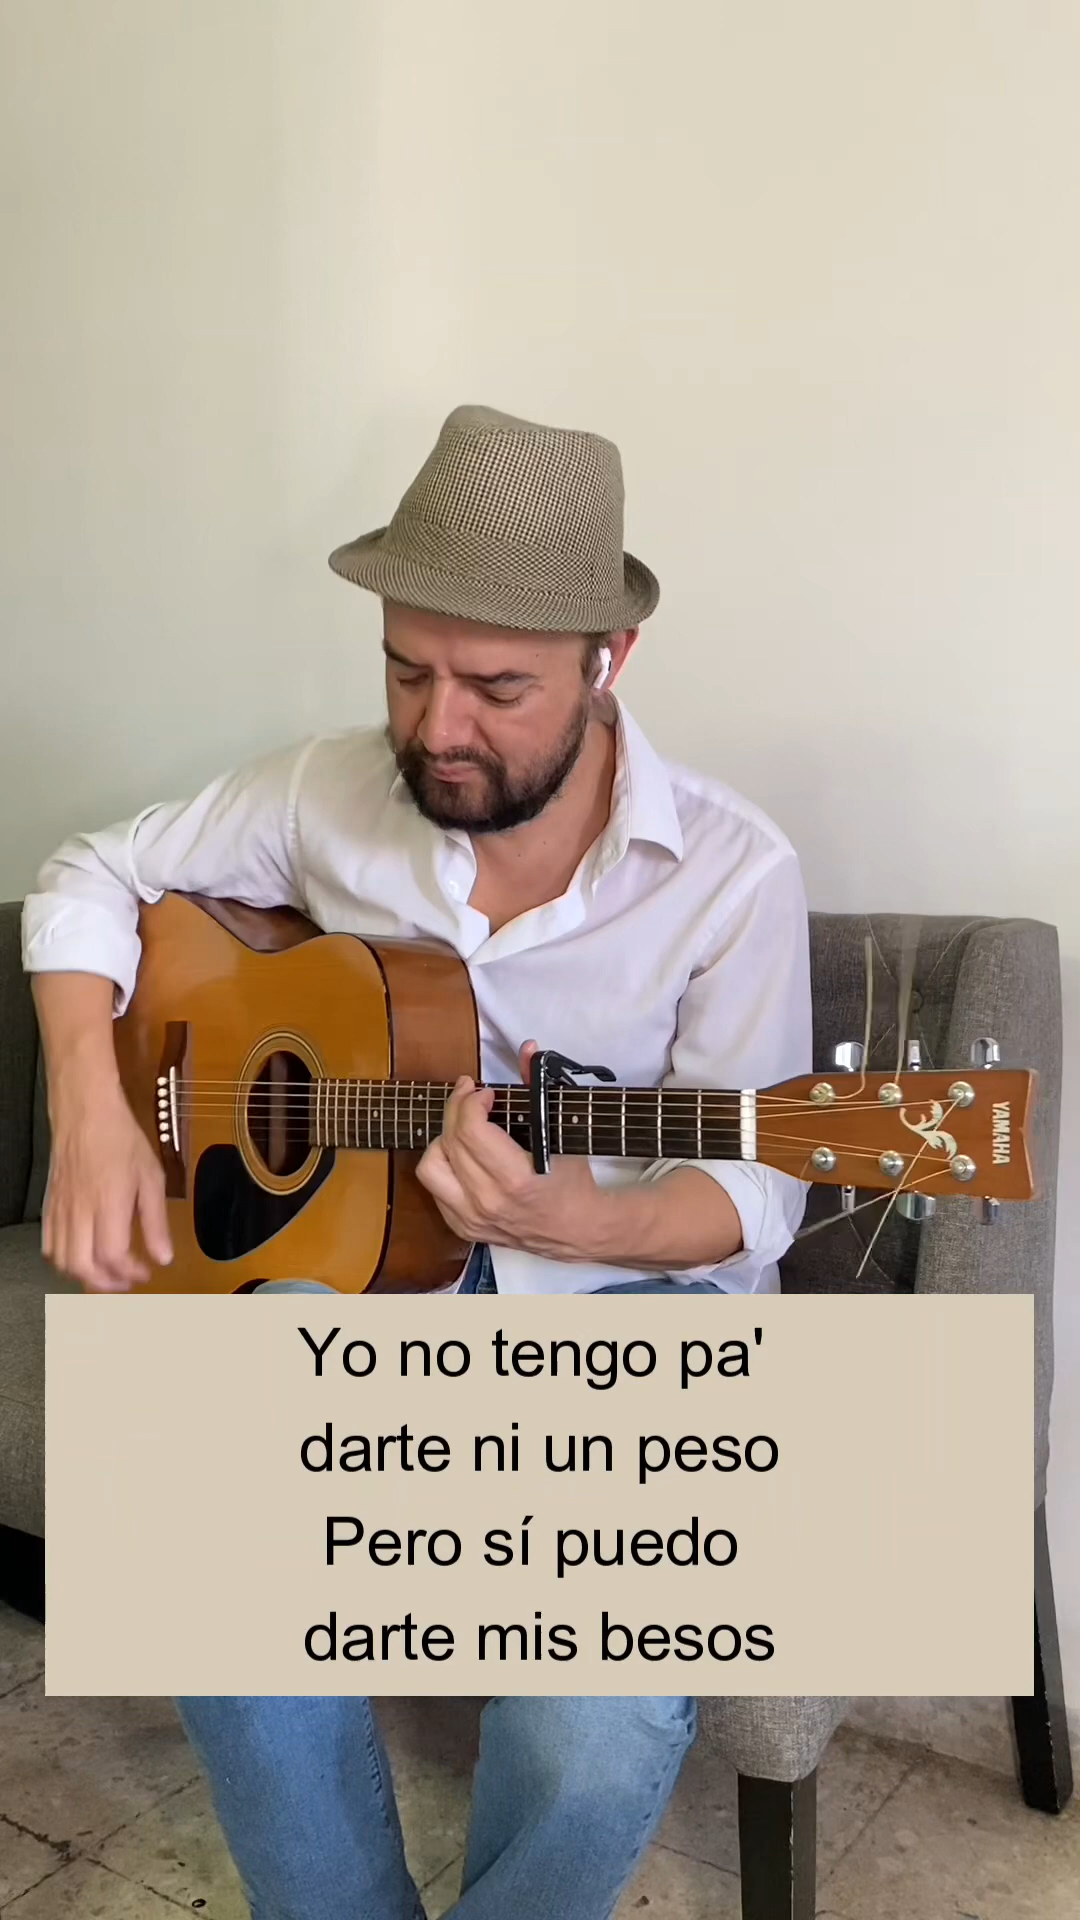 YAMAHA
Yo no tengo pa'
darte ni un peso
Pero sí puedo
darte mis besos